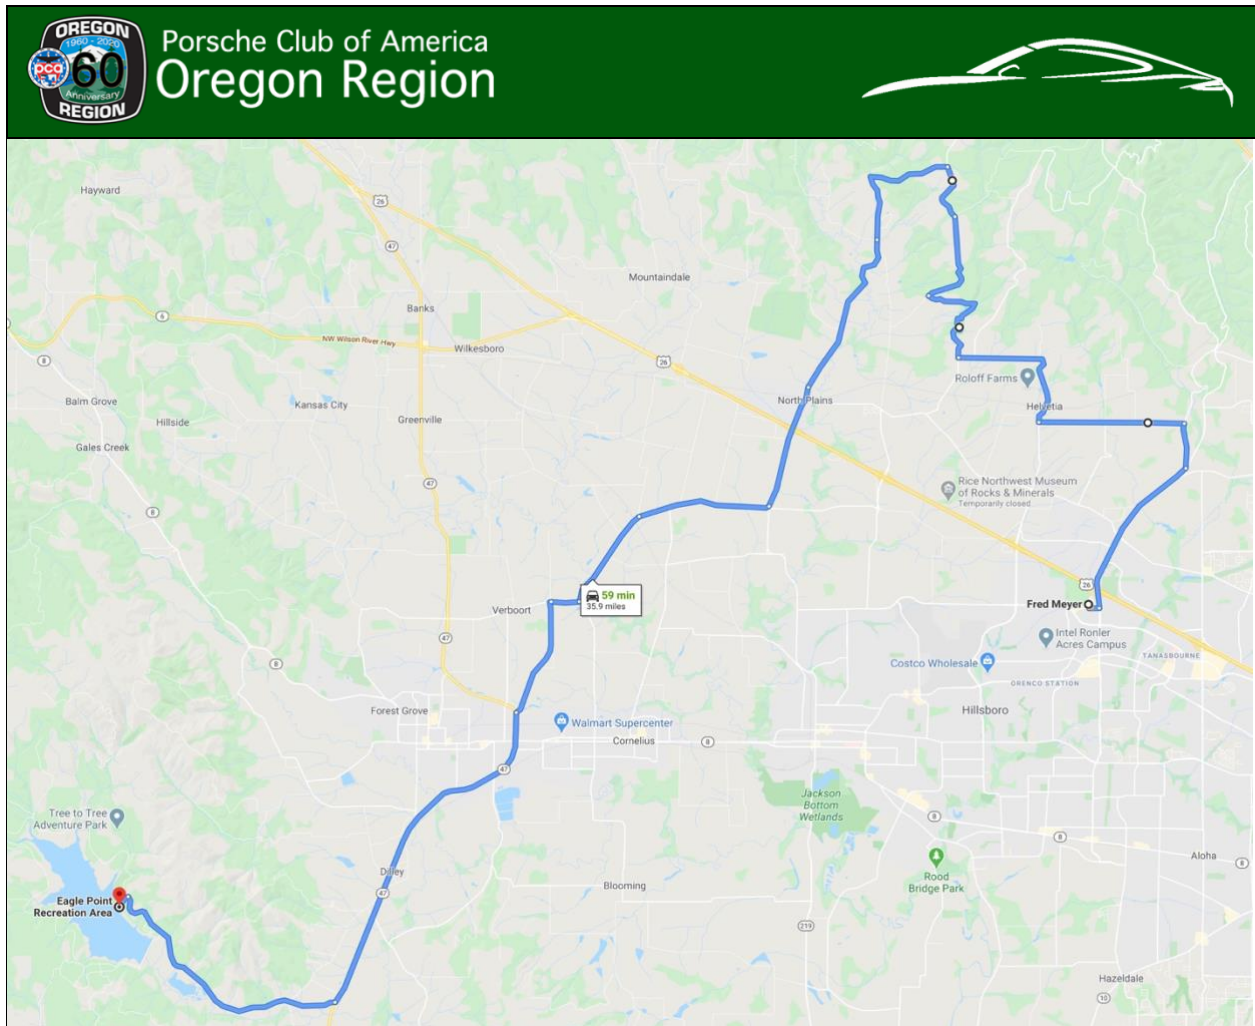 OREGON
1960 - 2020
pca
60
Anniversary
REGION
Porsche Club of America
Oregon Region
Hayward
26
47
Mountaindale
Banks
6
NW Wilson River Hwy
Wilkesboro
26
8
Roloff Farms
Balm Grove
Kansas City
North Plains
Helvetia
Hillside
Greenville
Gales Creek
47
Rice Northwest Museum
of Rocks & Minerals
Temporarily closed
8
26
59 min
35.9 miles
Verboort
Fred Meyer
47
Intel Ronler
Acres Campus
TANASBOURNE
8
Costco Wholesale
ORENCO STATION
Forest Grove
Walmart Supercenter
Hillsboro
Cornelius
8
47
Jackson
Bottom
Wetlands
Tree to Tree
Adventure Park
8
8
Aloha
8
Dilley
47
Blooming
Rood
Bridge Park
Eagle Point
Recreation Area
219
Hazeldale
10